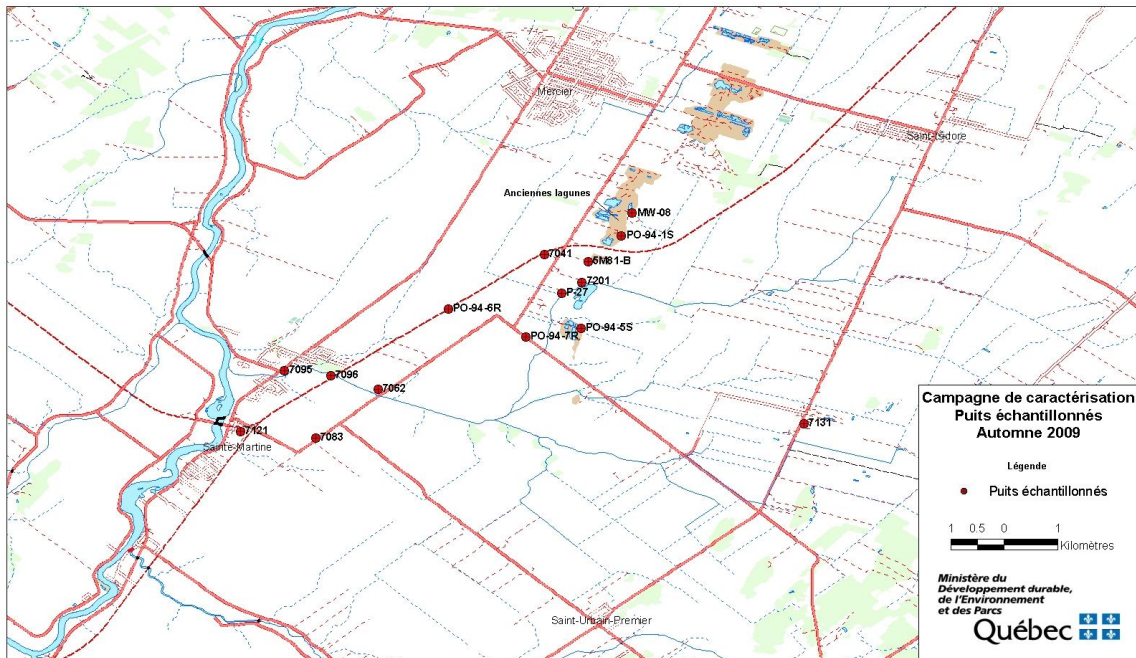 Mercier
Saint-Isidore
Anciennes lagunes
MW-08
PO-94-1S
7041
5M81-B
7201
P-27
PO-94-6R
PO-94-5S
PO-94-7R
7095
7096
7062
7131
7121
7083
Sainte-Martine
Saint-Urbain-Premier
Campagne de caractérisation
Puits échantillonnés
Automne 2009
Légende
Puits échantillonnés
1 0.5 0 1
Kilomètres
Ministère du
Développement durable,
de l'Environnement
et des Parcs
Québec